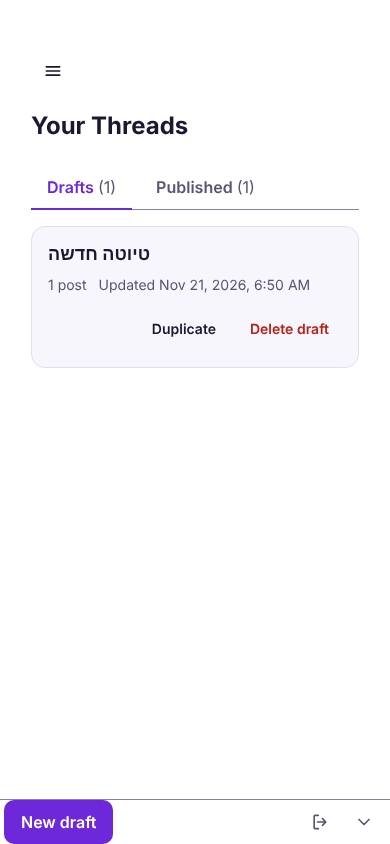 Your Threads
Drafts (1)
Published (1)
טיוטה חדשה
1 post Updated Nov 21, 2026, 6:50 AM
Duplicate
Delete draft
New draft